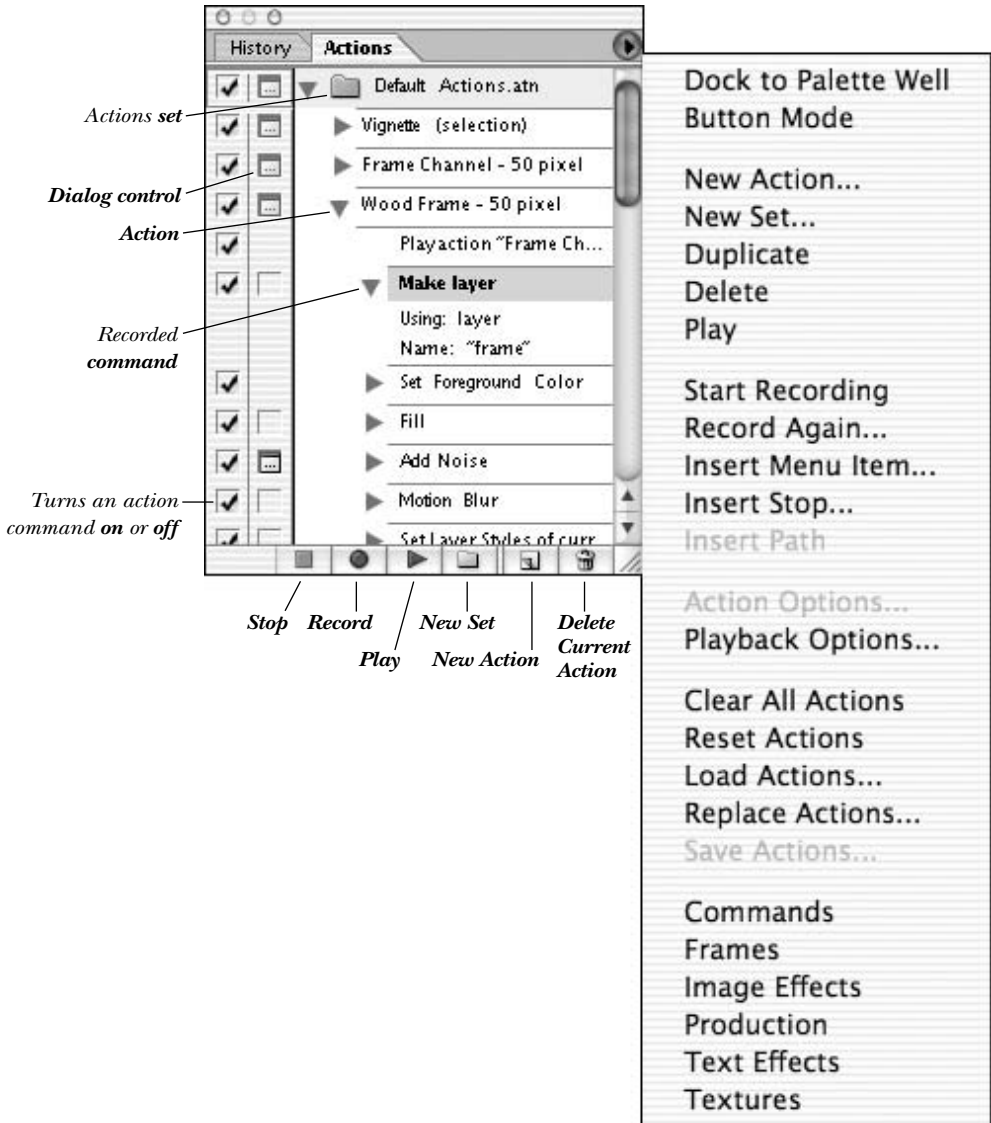 History
Actions
Default Actions.atn
Vignette (selection)
Frame Channel - 50 pixel
Wood Frame - 50 pixel
Play action "Frame Ch...
Make layer
Using: layer
Name: "frame"
Set Foreground Color
Fill
Add Noise
Motion Blur
Set Layer Styles of curr
Actions set
Dialog control
Action
Recorded
command
Turns an action
command on or off
Stop
Record
Play
New Set
New Action
Delete
Current
Action
Dock to Palette Well
Button Mode
New Action...
New Set...
Duplicate
Delete
Play
Start Recording
Record Again...
Insert Menu Item...
Insert Stop...
Insert Path
Action Options...
Playback Options...
Clear All Actions
Reset Actions
Load Actions...
Replace Actions...
Save Actions...
Commands
Frames
Image Effects
Production
Text Effects
Textures